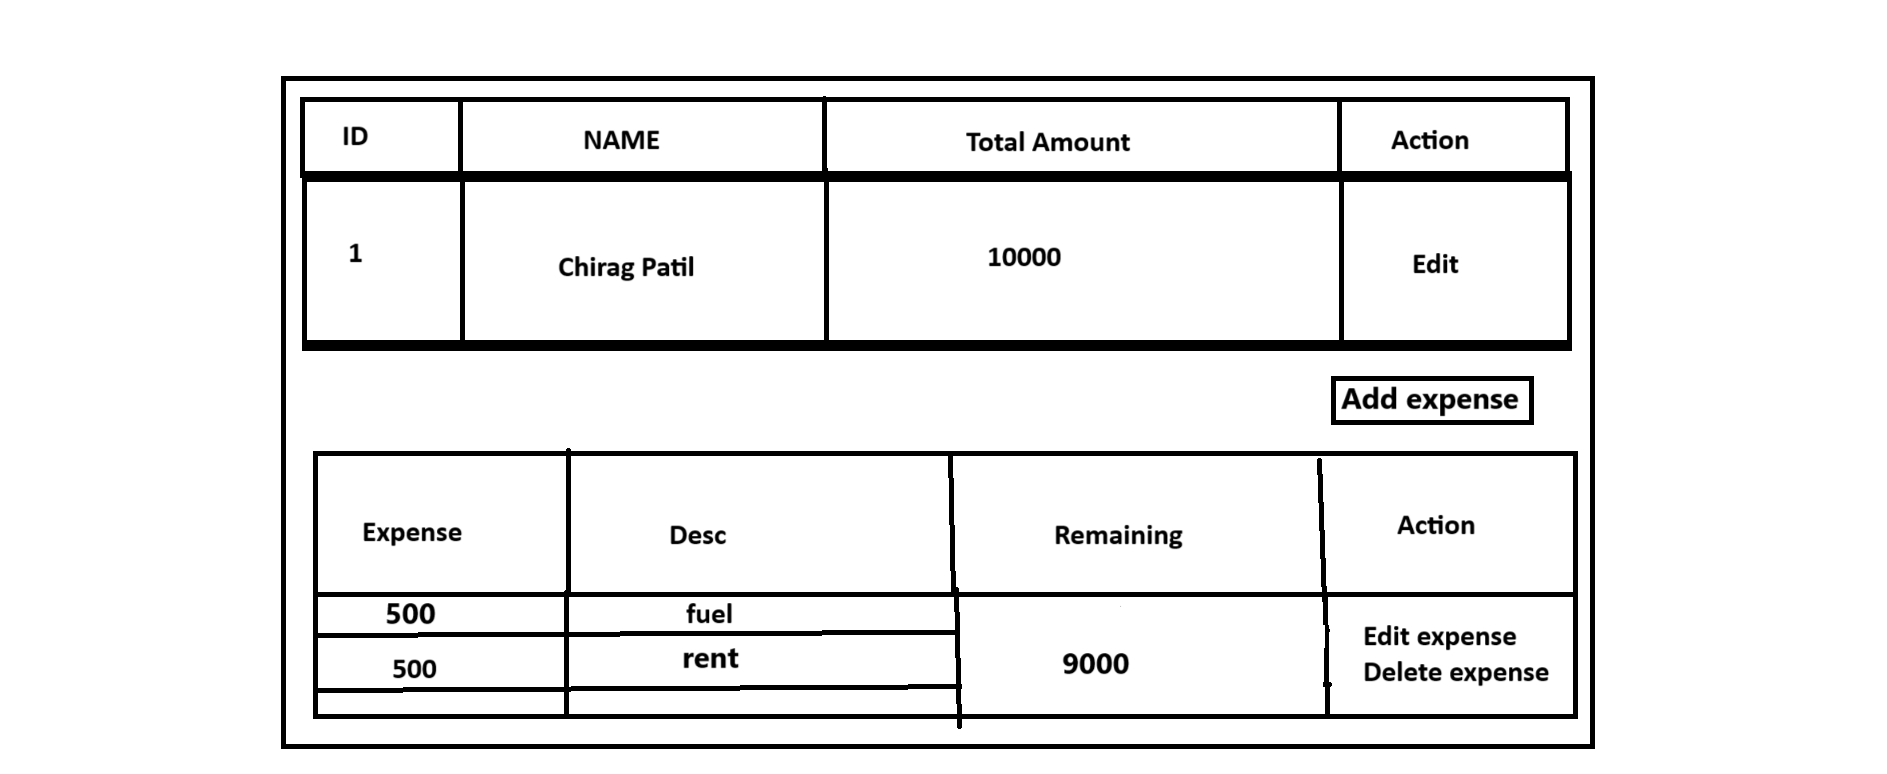 ID NAME Total Amount Action
1 Chirag Patil 10000 Edit
Add expense
Expense Desc Remaining Action
500 fuel
500 rent 9000
Edit expense
Delete expense